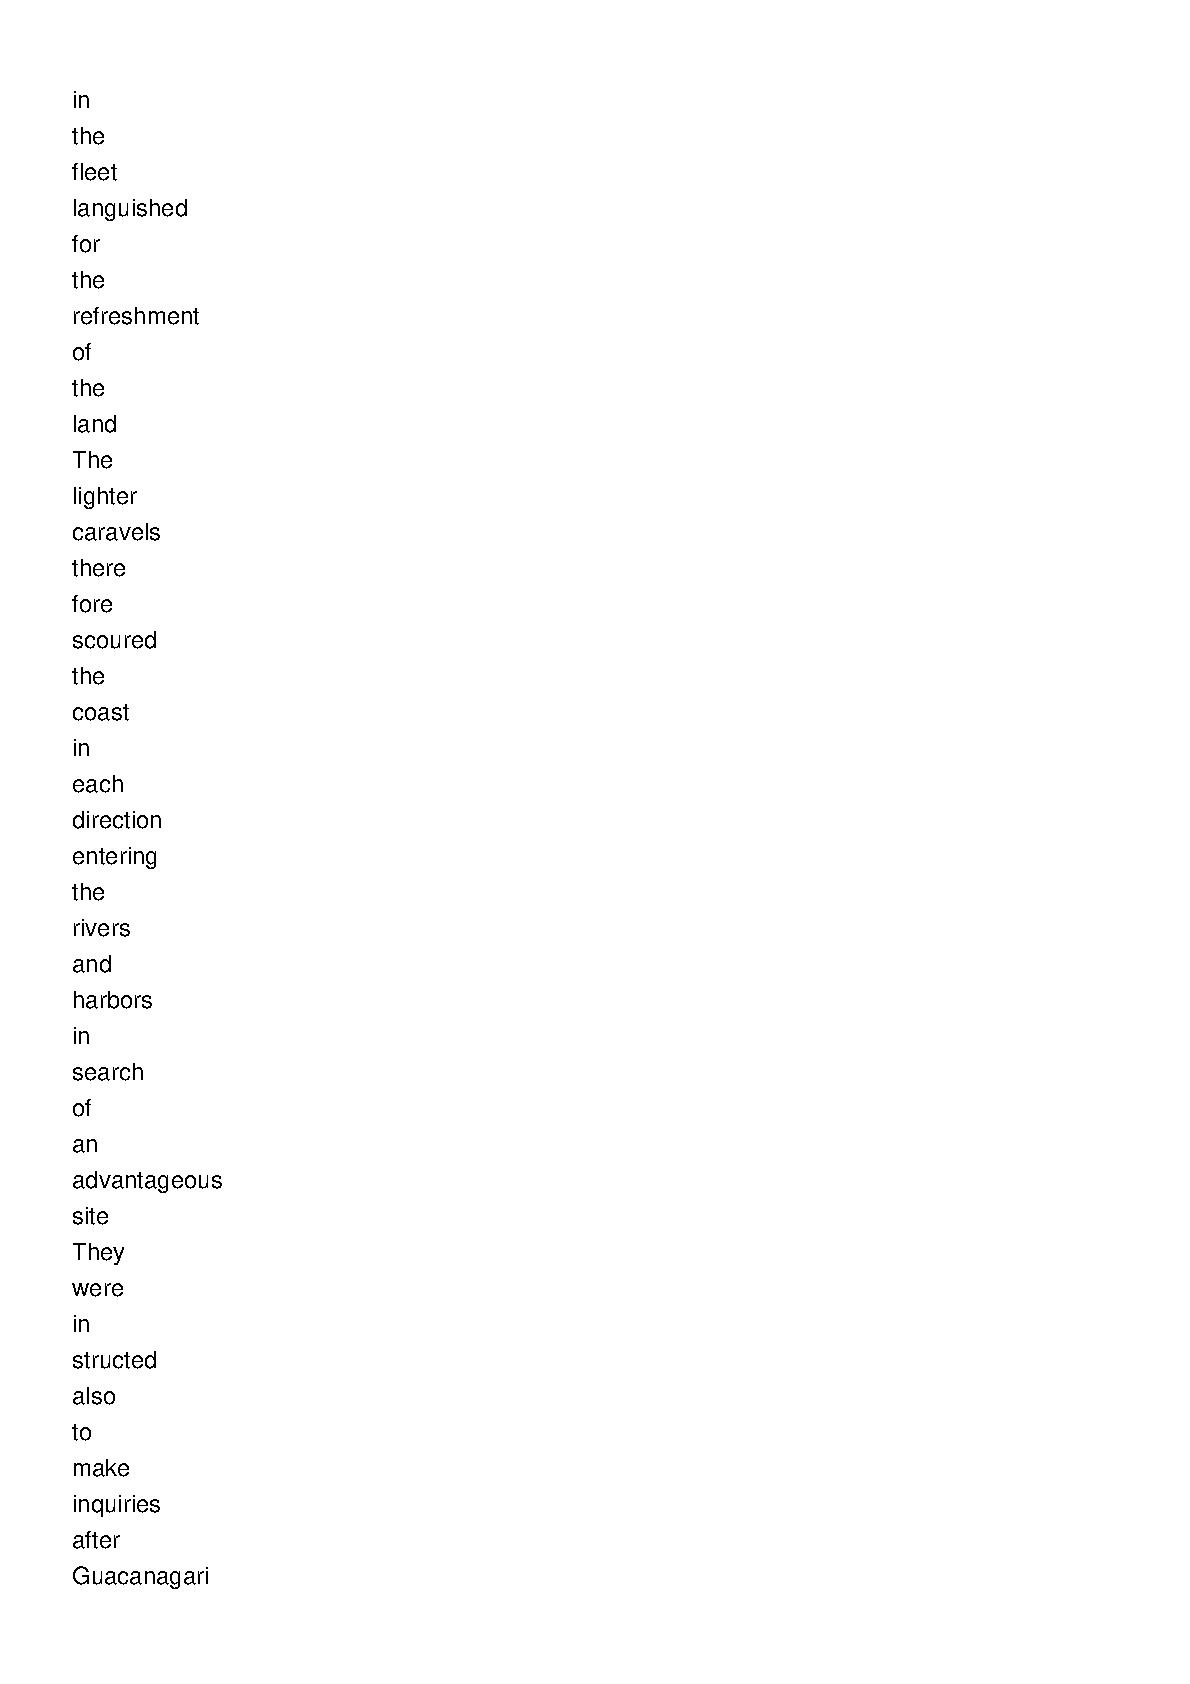 in
the
fleet
languished
for
the
refreshment
of
the
land
The
lighter
caravels
there
fore
scoured
the
coast
in
each
direction
entering
the
rivers
and
harbors
in
search
of
an
advantageous
site
They
were
in
structed
also
to
make
inquiries
after
Guacanagari